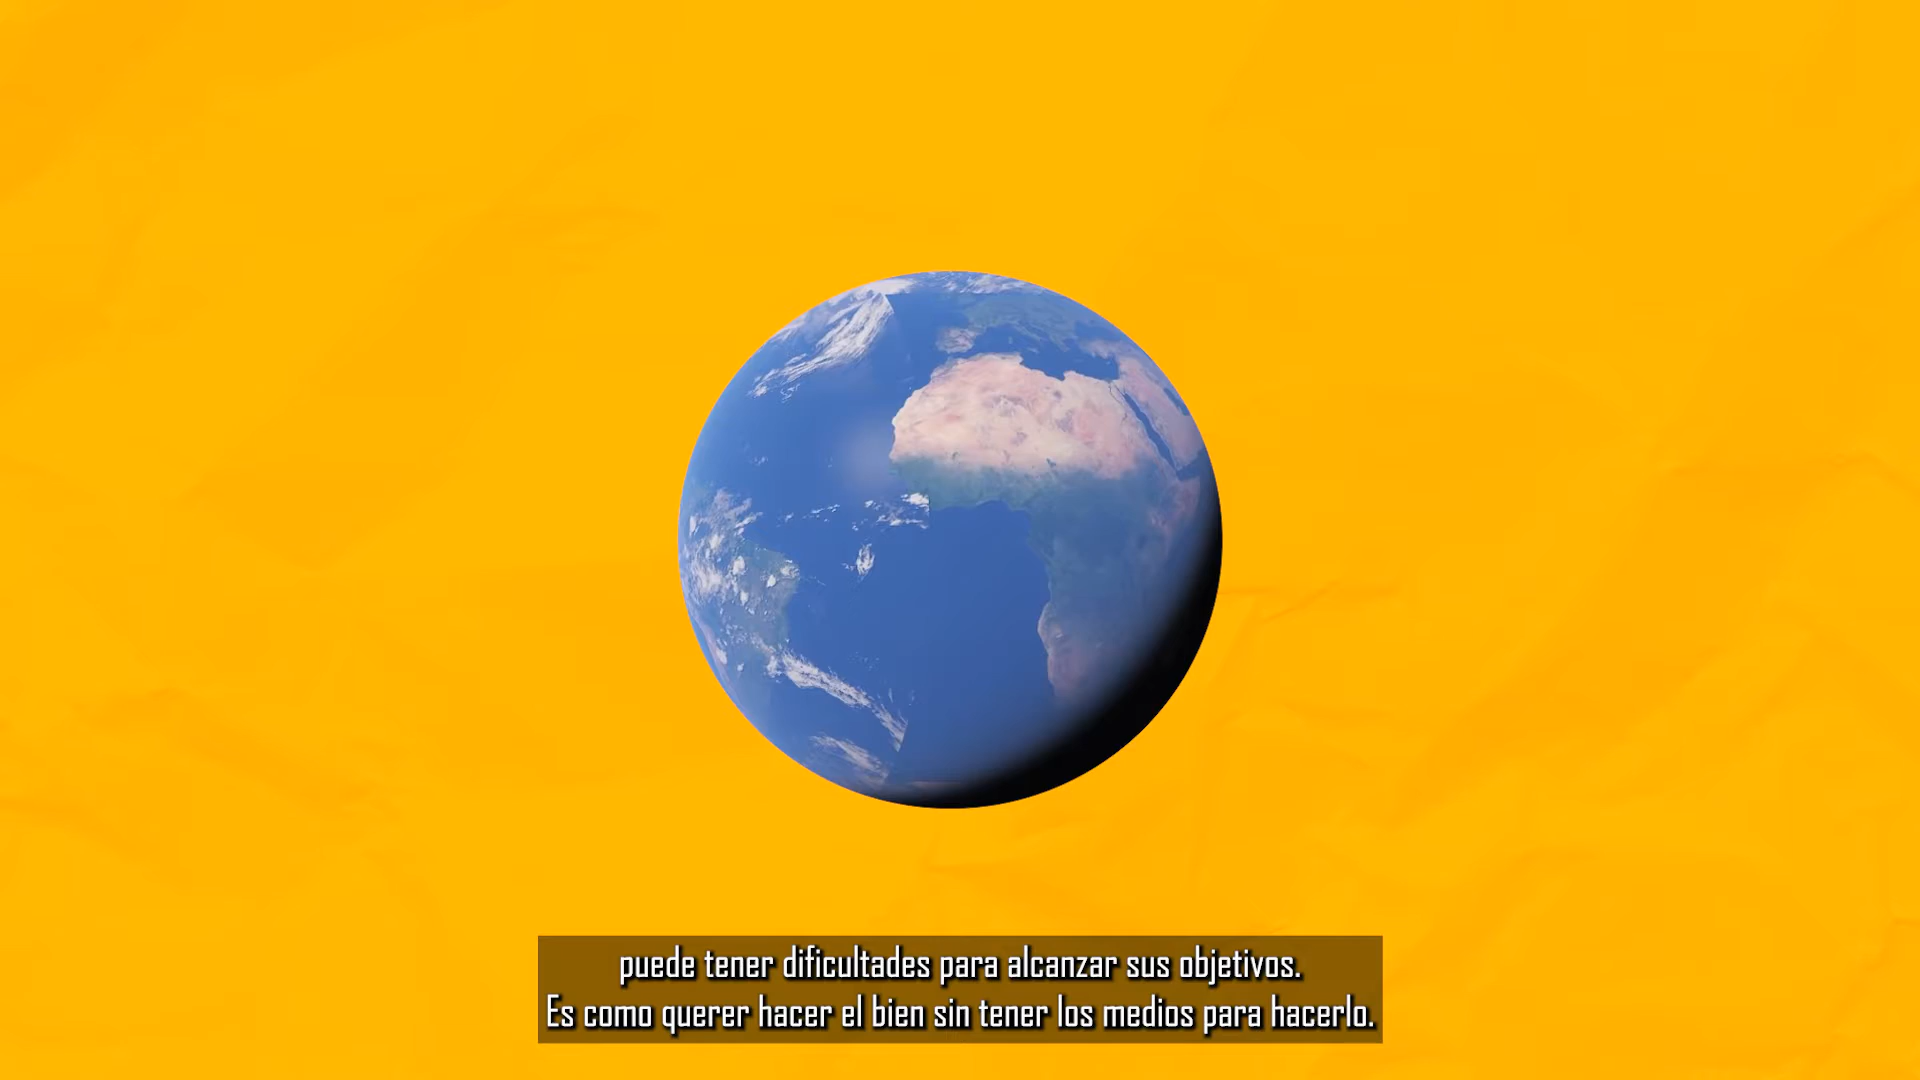 puede tener dificultades para alcanzar sus objetivos.
Es como querer hacer el bien sin tener los medios para hacerlo.